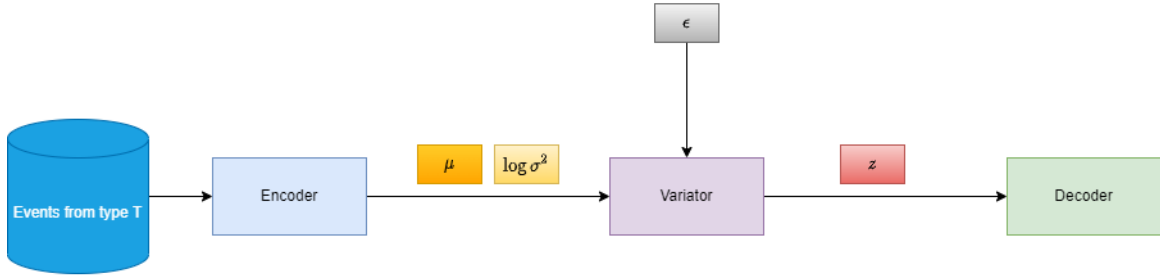 ϵ
μ
log σ²
z
Events from type T
Encoder
Variator
Decoder